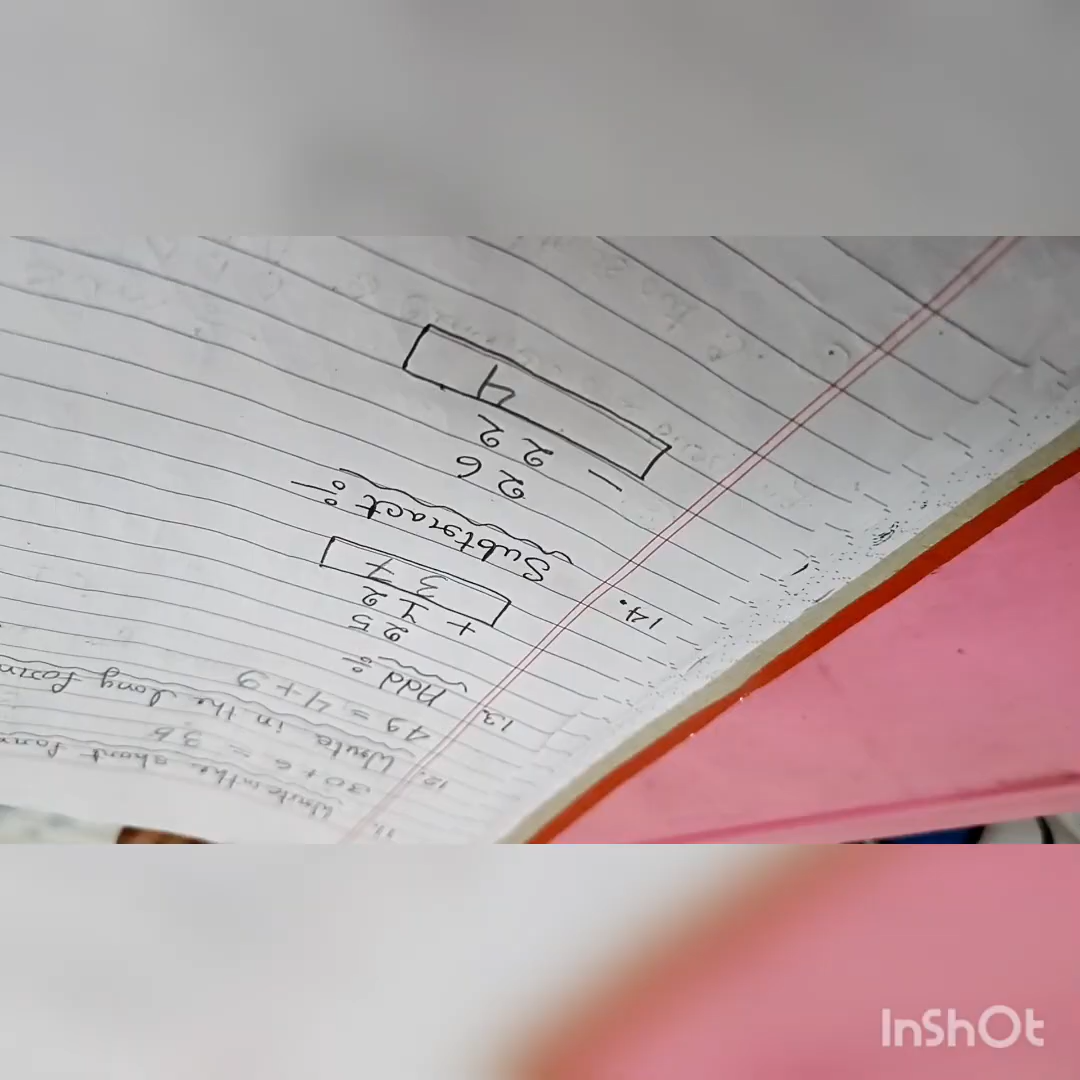 11. Write in the short form
30 + 6 = 36
12. Write in the long form
49 = 4 + 9
13. Add :-
25
+ 12
37
14. Subtract :-
26
- 22
4
InShOt